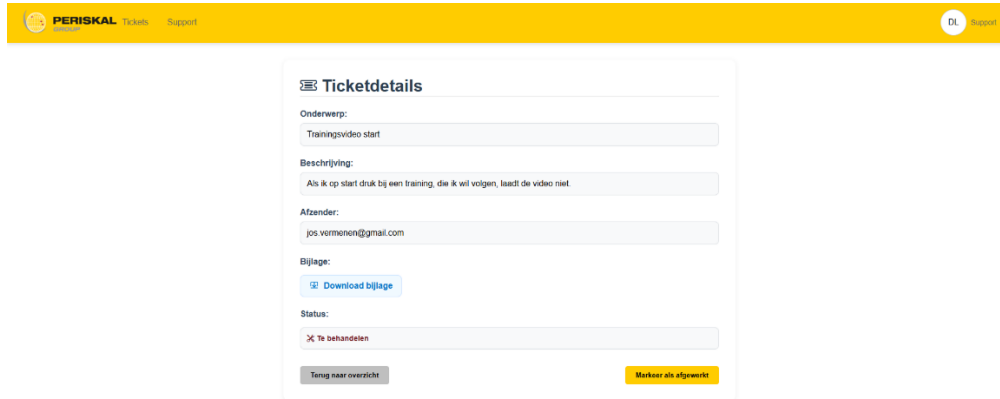 PERISKAL GROUP Tickets Support DL Support
Ticketdetails
Onderwerp:
Trainingsvideo start
Beschrijving:
Als ik op start druk bij een training, die ik wil volgen, laadt de video niet.
Afzender:
jos.vermenen@gmail.com
Bijlage:
Download bijlage
Status:
Te behandelen
Terug naar overzicht Markeer als afgewerkt